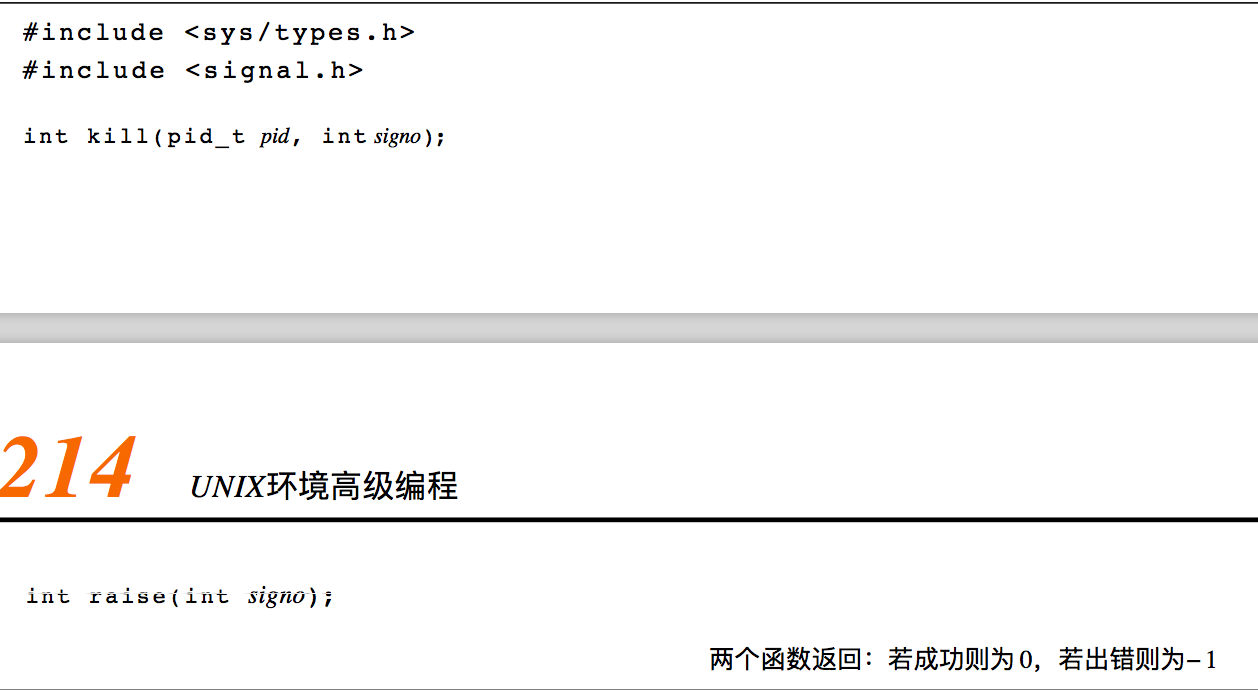 #include <sys/types.h>
#include <signal.h>
int kill(pid_t pid, int signo);
214 UNIX环境高级编程
int raise(int signo);
两个函数返回：若成功则为0，若出错则为–1